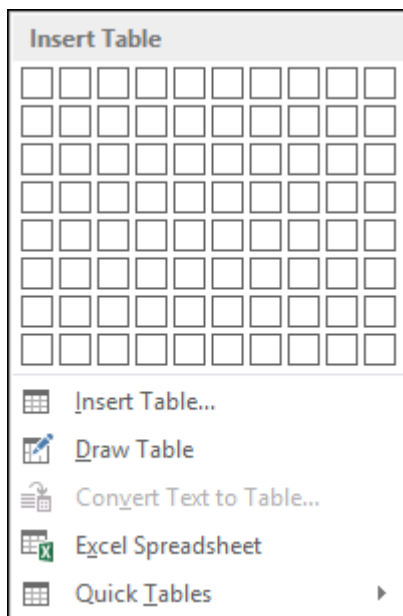 Insert Table
Insert Table...
Draw Table
Convert Text to Table...
Excel Spreadsheet
Quick Tables